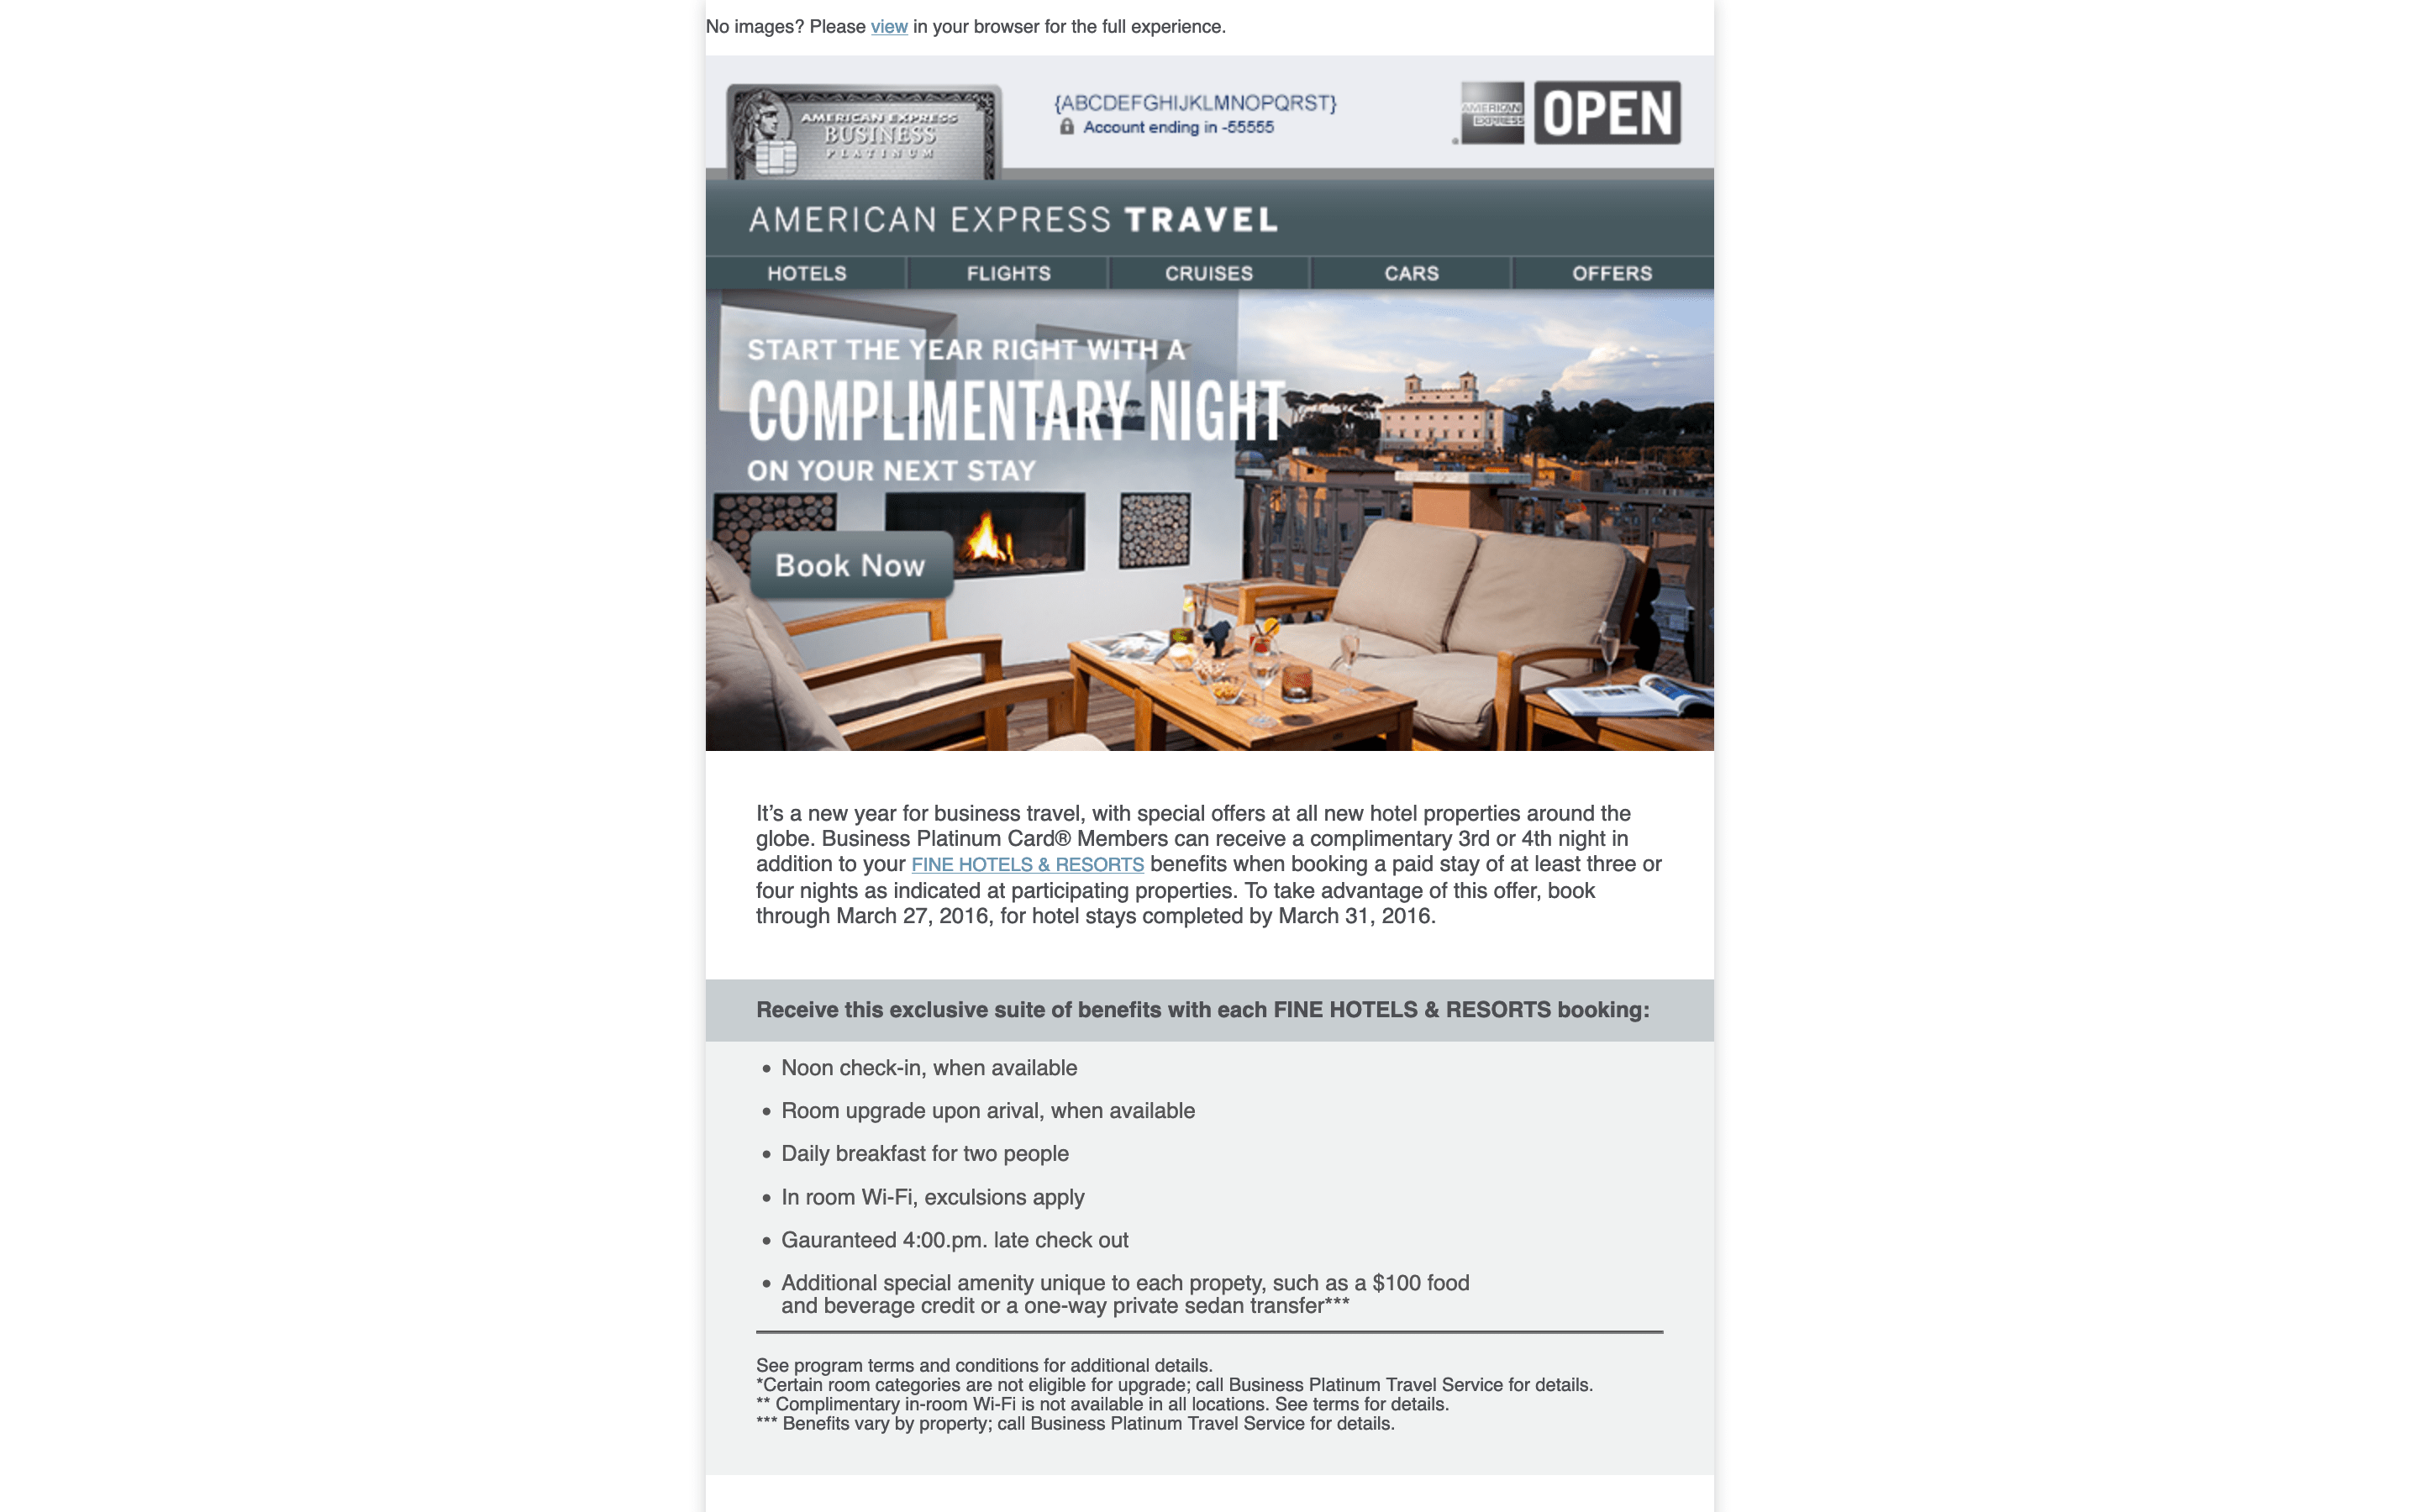 No images? Please view in your browser for the full experience.
AMERICAN EXPRESS
BUSINESS
PLATINUM
{ABCDEFGHIJKLMNOPQRST}
Account ending in -55555
AMERICAN
EXPRESS
OPEN
AMERICAN EXPRESS TRAVEL
HOTELS
FLIGHTS
CRUISES
CARS
OFFERS
START THE YEAR RIGHT WITH A
COMPLIMENTARY NIGHT
ON YOUR NEXT STAY
Book Now
It’s a new year for business travel, with special offers at all new hotel properties around the
globe. Business Platinum Card® Members can receive a complimentary 3rd or 4th night in
addition to your FINE HOTELS & RESORTS benefits when booking a paid stay of at least three or
four nights as indicated at participating properties. To take advantage of this offer, book
through March 27, 2016, for hotel stays completed by March 31, 2016.
Receive this exclusive suite of benefits with each FINE HOTELS & RESORTS booking:
• Noon check-in, when available
• Room upgrade upon arival, when available
• Daily breakfast for two people
• In room Wi-Fi, exculsions apply
• Gauranteed 4:00.pm. late check out
• Additional special amenity unique to each propety, such as a $100 food
and beverage credit or a one-way private sedan transfer***
See program terms and conditions for additional details.
*Certain room categories are not eligible for upgrade; call Business Platinum Travel Service for details.
** Complimentary in-room Wi-Fi is not available in all locations. See terms for details.
*** Benefits vary by property; call Business Platinum Travel Service for details.